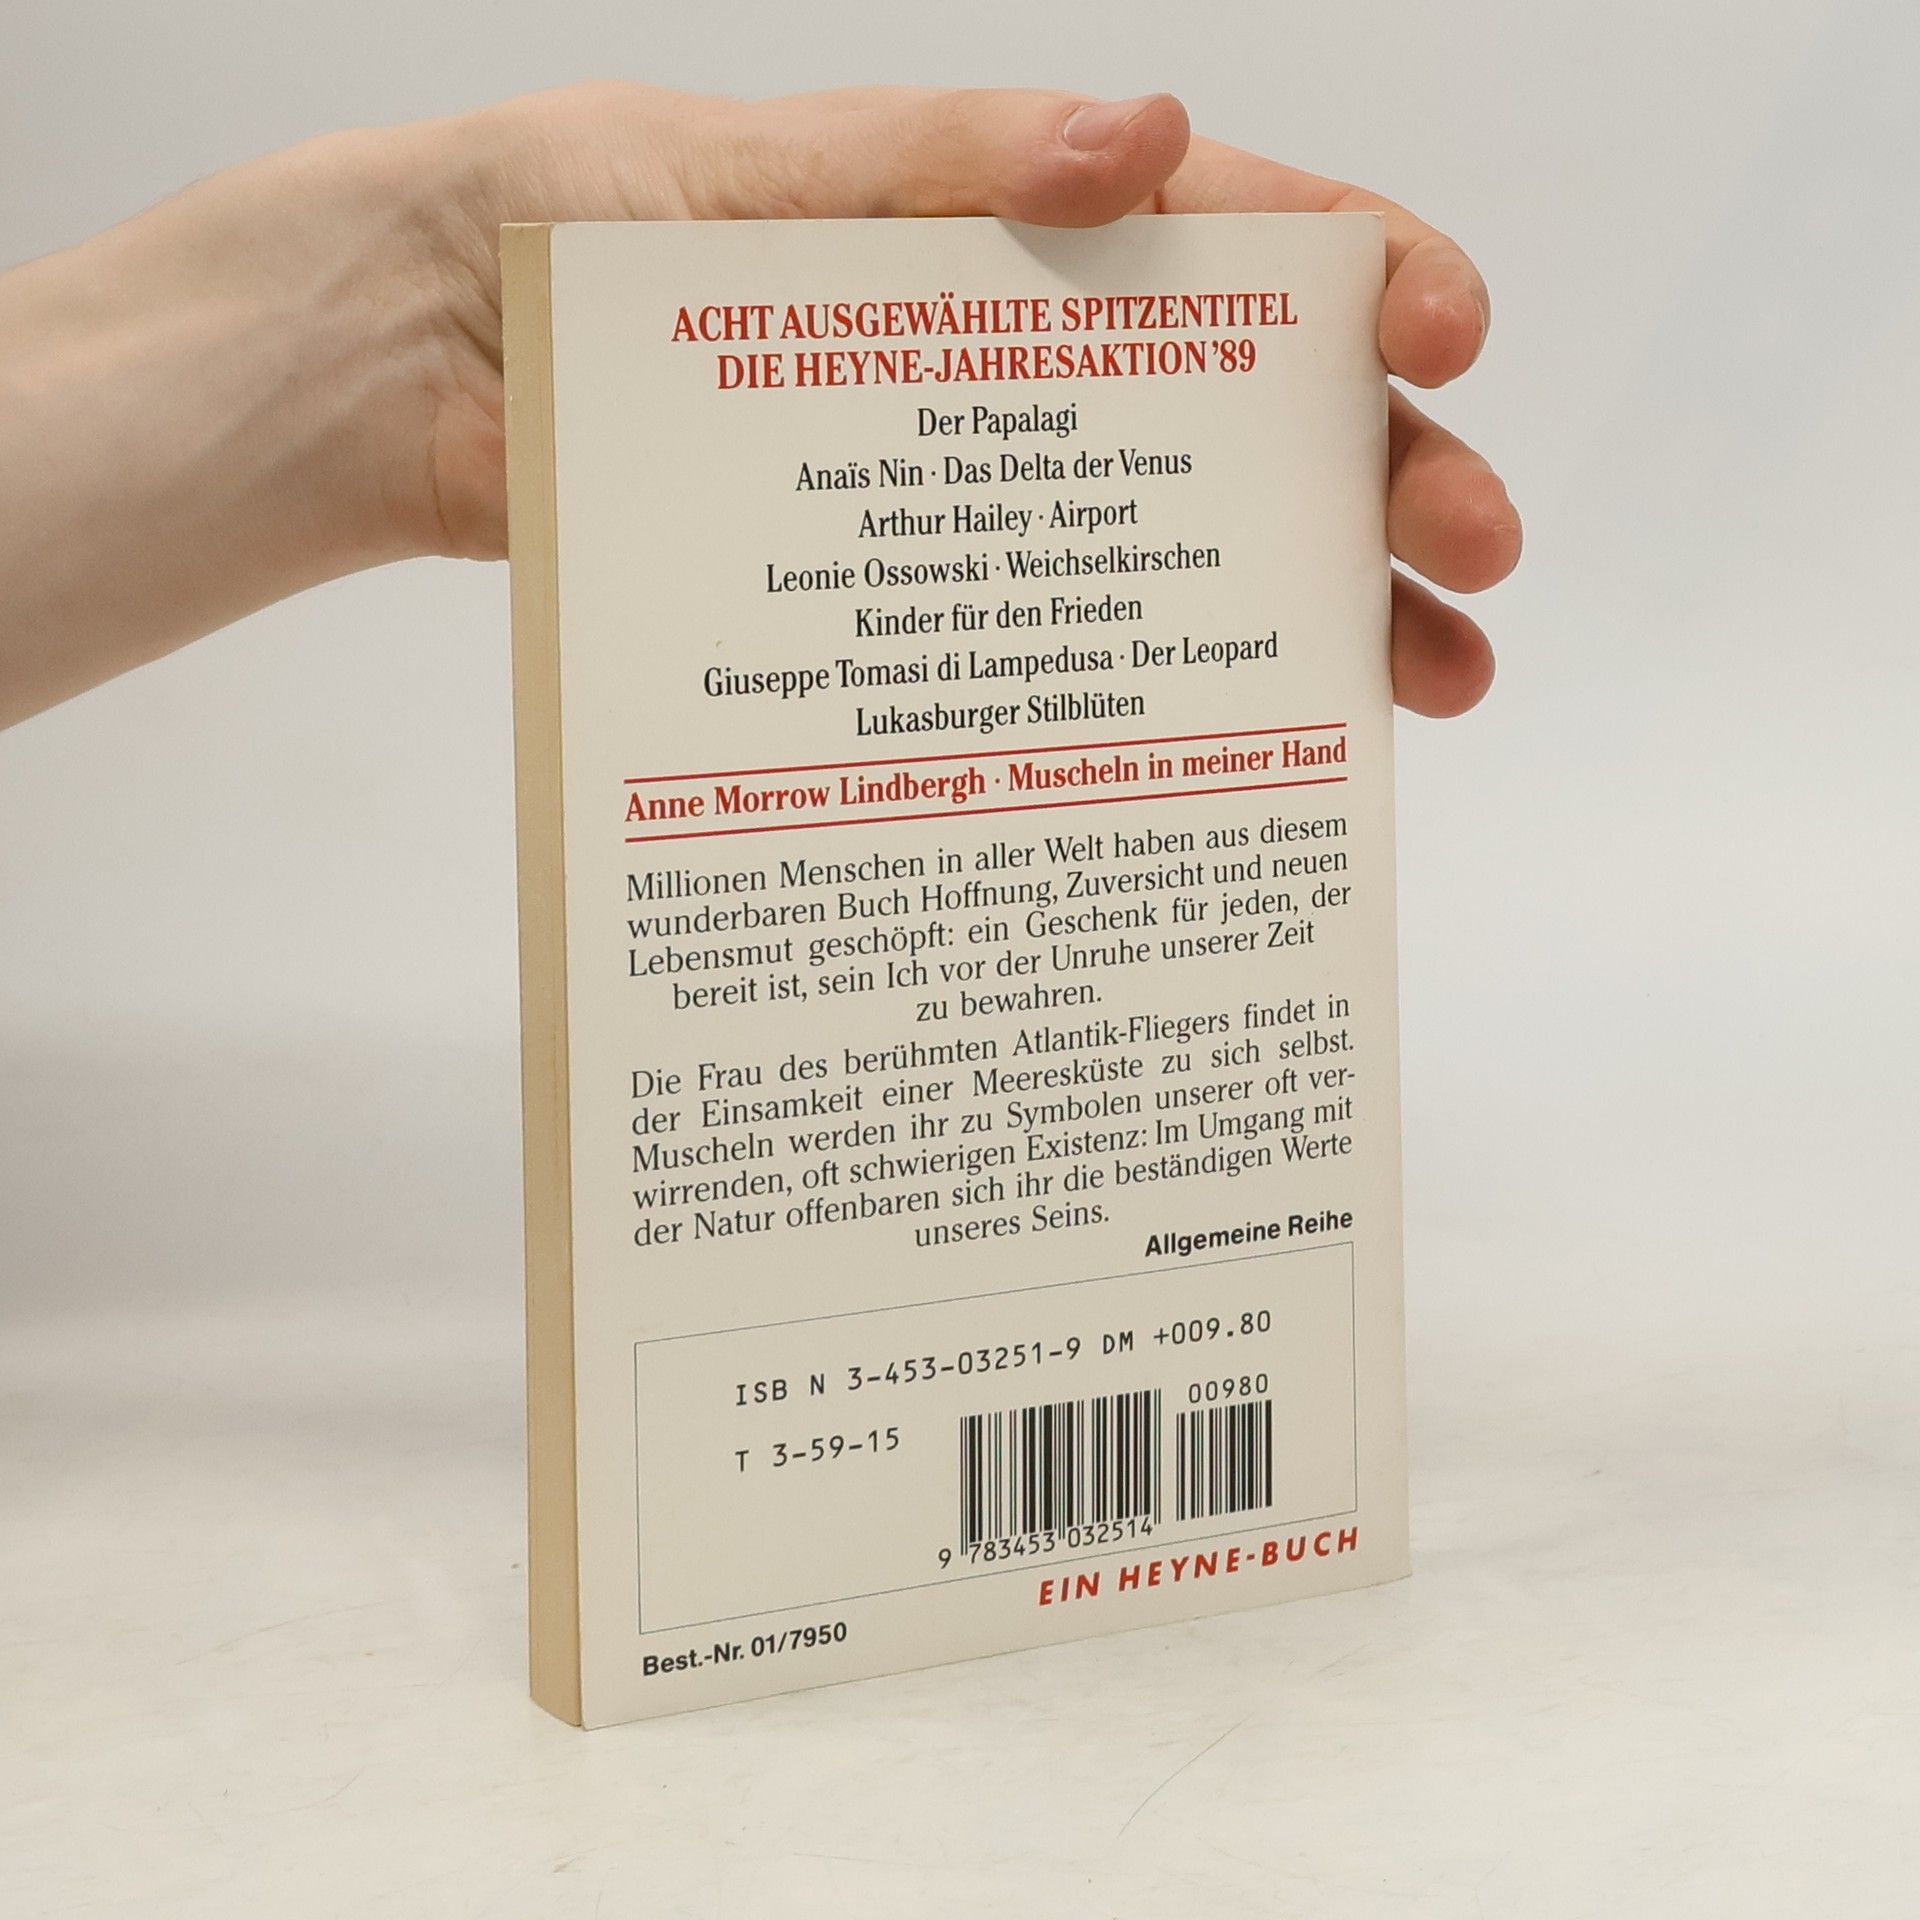 ACHT AUSGEWÄHLTE SPITZENTITEL
DIE HEYNE-JAHRESAKTION '89
Der Papalagi
Anaïs Nin · Das Delta der Venus
Arthur Hailey · Airport
Leonie Ossowski · Weichselkirschen
Kinder für den Frieden
Giuseppe Tomasi di Lampedusa · Der Leopard
Lukasburger Stilblüten
Anne Morrow Lindbergh · Muscheln in meiner Hand
Millionen Menschen in aller Welt haben aus diesem
wunderbaren Buch Hoffnung, Zuversicht und neuen
Lebensmut geschöpft: ein Geschenk für jeden, der
bereit ist, sein Ich vor der Unruhe unserer Zeit
zu bewahren.
Die Frau des berühmten Atlantik-Fliegers findet in
der Einsamkeit einer Meeresküste zu sich selbst.
Muscheln werden ihr zu Symbolen unserer oft ver-
wirrenden, oft schwierigen Existenz: Im Umgang mit
der Natur offenbaren sich ihr die beständigen Werte
unseres Seins.
Allgemeine Reihe
ISB N 3-453-03251-9 DM +009.80
00980
T 3-59-15
9 783453 032514
EIN HEYNE-BUCH
Best.-Nr. 01/7950